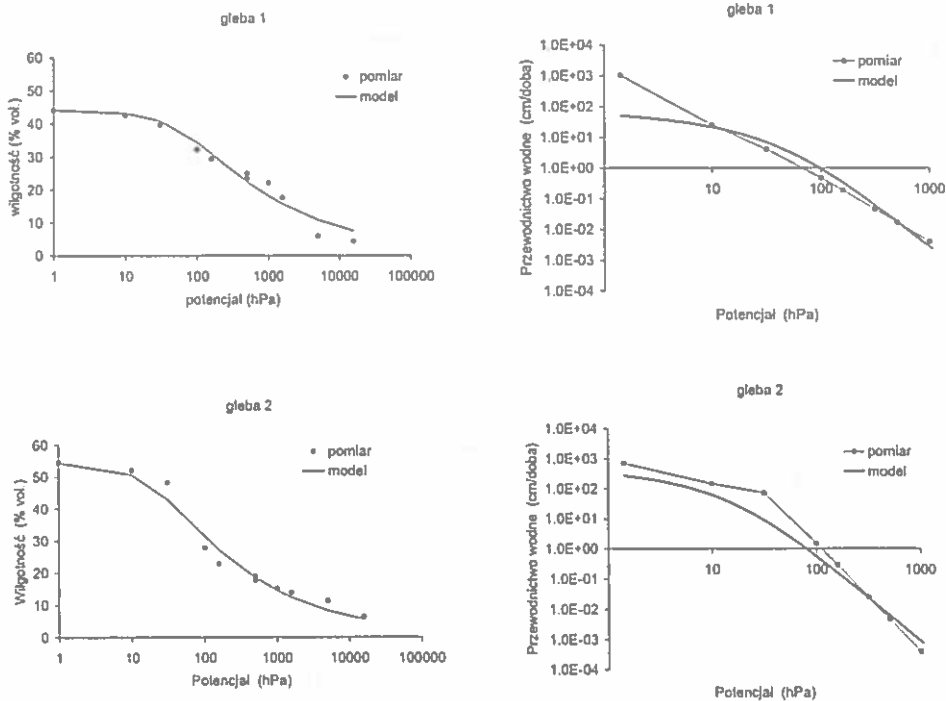 gleba 1
wilgotność (% vol.)
60
50
40
30
20
10
0
1
10
100
1000
10000
100000
potencjał (hPa)
pomiar
model
gleba 1
Przewodnictwo wodne (cm/doba)
1.0E+04
1,0E+03
1.0E+02
1.0E+01
1.0E+00
1.0E-01
1.0E-02
1.0E-03
1.0E-04
10
100
1000
Potencjał (hPa)
pomiar
model
gleba 2
Wilgotność (% vol.)
60
50
40
30
20
10
0
1
10
100
1000
10000
100000
Potencjał (hPa)
pomiar
model
gleba 2
Przewodnictwo wodne (cm/doba)
1.0E+04
1.0E+03
1.0E+02
1.0E+01
1.0E+00
1.0E-01
1.0E-02
1.0E-03
1.0E-04
1
10
100
1000
Potencjał (hPa)
pomiar
model